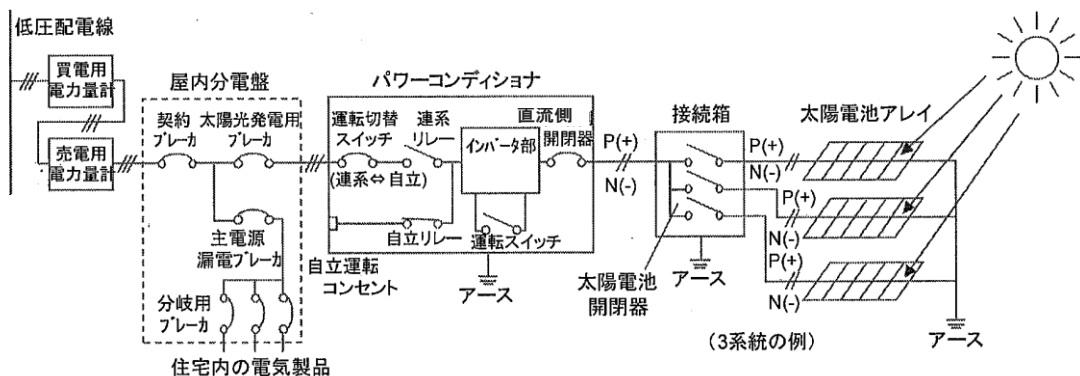 低圧配電線
買電用
電力量計
売電用
電力量計
屋内分電盤
契約
ブレーカ
太陽光発電用
ブレーカ
主電源
漏電ブレーカ
分岐用
ブレーカ
住宅内の電気製品
パワーコンディショナ
運転切替
スイッチ
(連系⇔自立)
連系
リレー
インバータ部
直流側
開閉器
自立リレー
運転スイッチ
自立運転
コンセント
アース
P(+)
N(-)
接続箱
太陽電池
開閉器
アース
太陽電池アレイ
P(+)
N(-)
P(+)
N(-)
P(+)
N(-)
アース
(3系統の例)